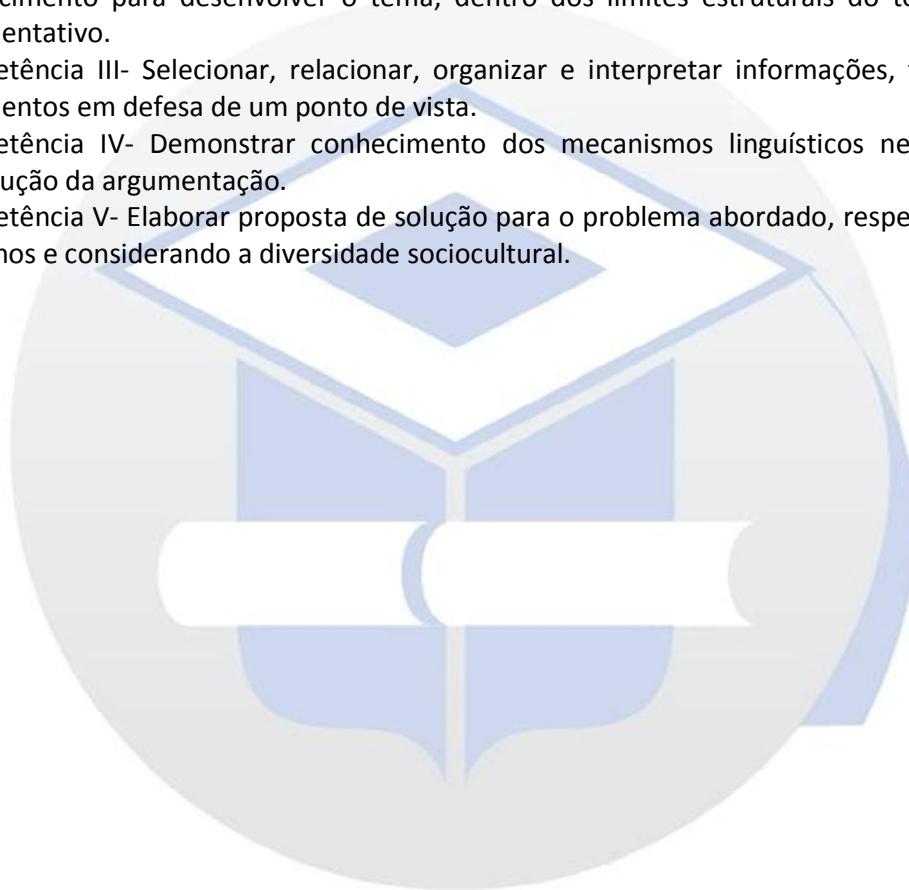 cimento para desenvolver o tema, dentro dos limites estruturais do
entativo.
etência III- Selecionar, relacionar, organizar e interpretar informações,
entos em defesa de um ponto de vista.
etência IV- Demonstrar conhecimento dos mecanismos linguísticos ne
ução da argumentação.
etência V- Elaborar proposta de solução para o problema abordado, respe
nos e considerando a diversidade sociocultural.